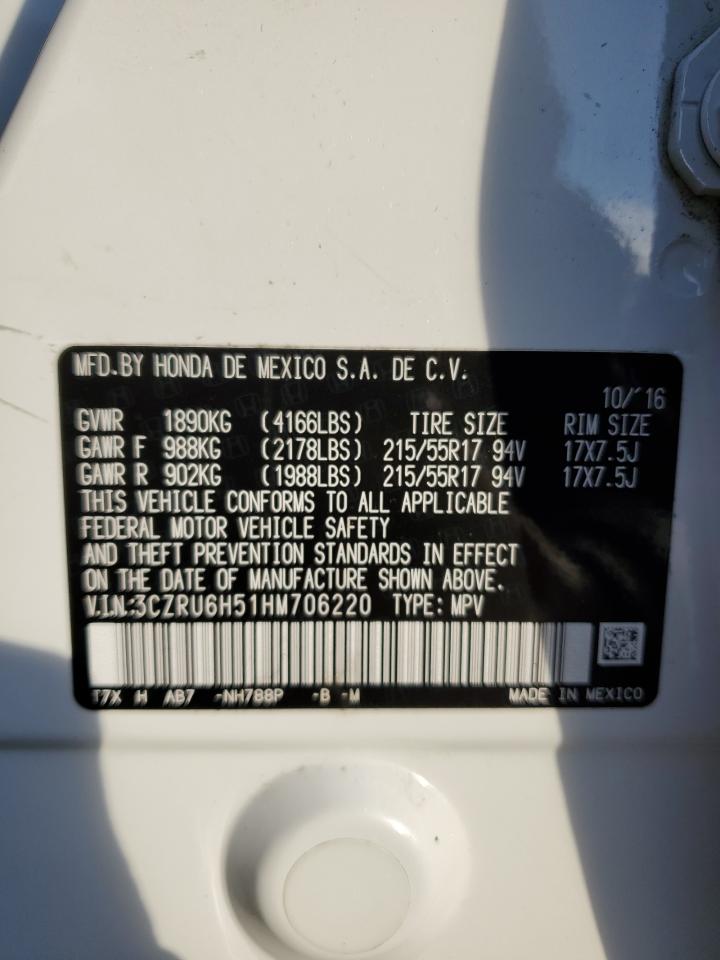 MFD.BY HONDA DE MEXICO S.A. DE C.V.
10/'16
GVWR 1890KG (4166LBS) TIRE SIZE RIM SIZE
GAWR F 988KG (2178LBS) 215/55R17 94V 17X7.5J
GAWR R 902KG (1988LBS) 215/55R17 94V 17X7.5J
THIS VEHICLE CONFORMS TO ALL APPLICABLE
FEDERAL MOTOR VEHICLE SAFETY
AND THEFT PREVENTION STANDARDS IN EFFECT
ON THE DATE OF MANUFACTURE SHOWN ABOVE.
V.I.N:3CZRU6H51HM706220 TYPE: MPV
T7X H AB7 -NH788P -B -M MADE IN MEXICO